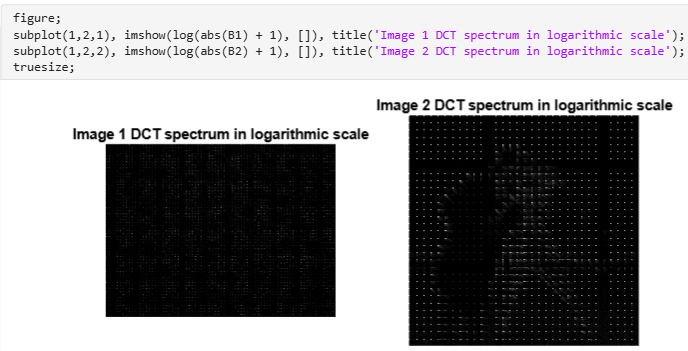 figure;
subplot(1,2,1), imshow(log(abs(B1) + 1), []), title('Image 1 DCT spectrum in logarithmic scale');
subplot(1,2,2), imshow(log(abs(B2) + 1), []), title('Image 2 DCT spectrum in logarithmic scale');
truesize;
Image 2 DCT spectrum in logarithmic scale
Image 1 DCT spectrum in logarithmic scale